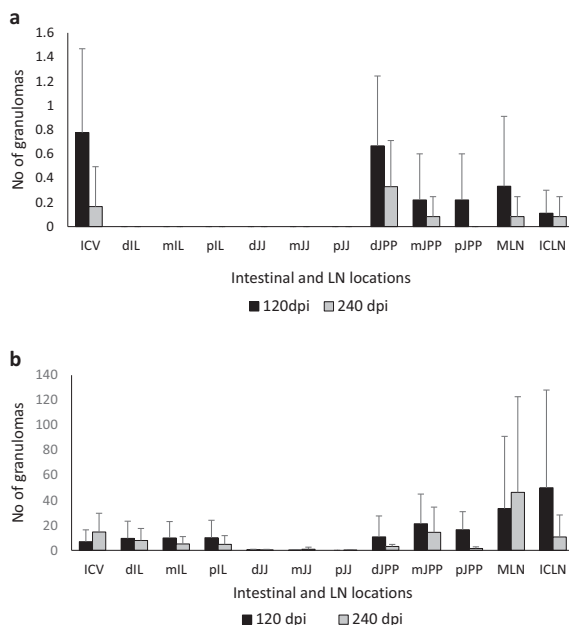 a
1.6
1.4
1.2
1
0.8
0.6
0.4
0.2
0
No of granulomas
ICV dIL mIL pIL dJJ mJJ pJJ dJPP mJPP pJPP MLN ICLN
Intestinal and LN locations
120dpi 240 dpi
b
140
120
100
80
60
40
20
0
No of granulomas
ICV dIL mIL pIL dJJ mJJ pJJ dJPP mJPP pJPP MLN ICLN
Intestinal and LN locations
120 dpi 240 dpi